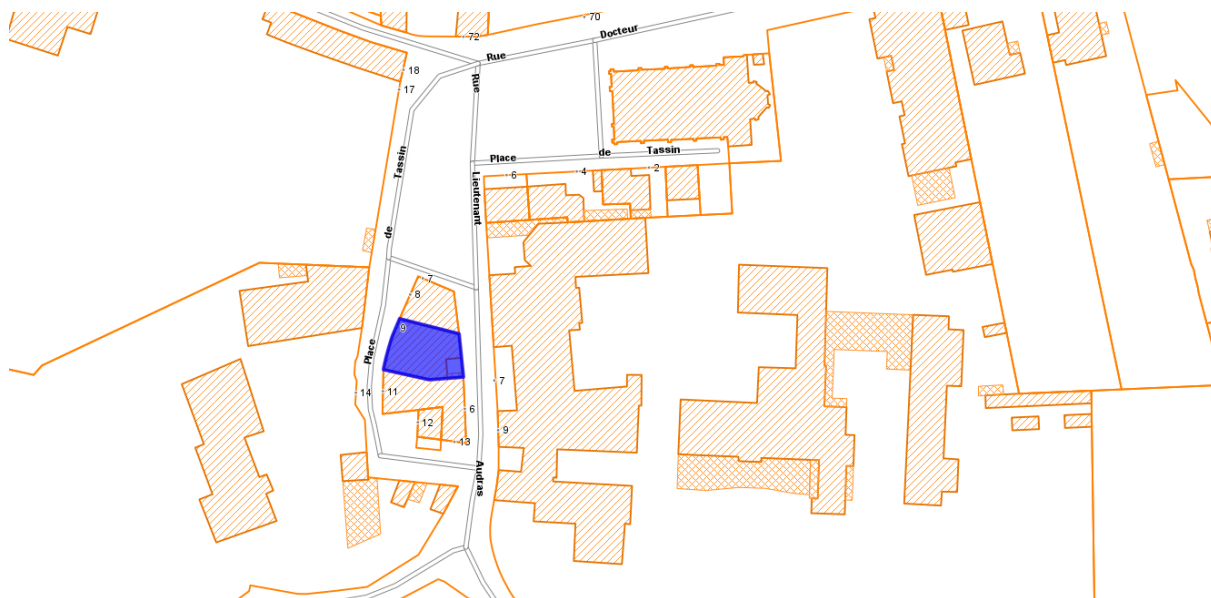 70
72
Rue Docteur
18
17
Rue
Tassin
Place de Tassin
2
4
6
Lieutenant
de
7
8
9
Place
7
14
11
6
12
9
13
Audras